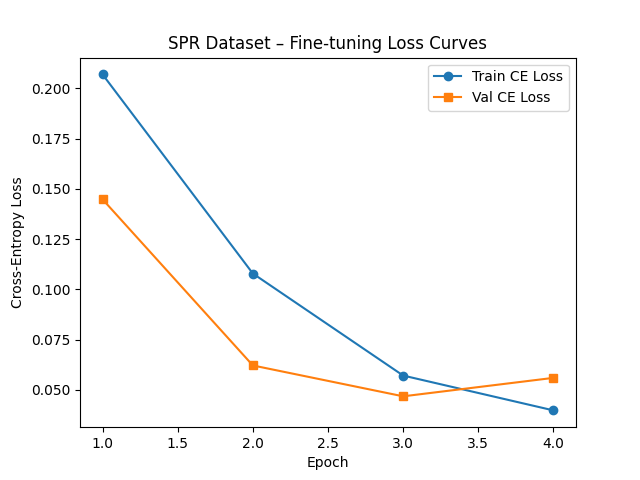 SPR Dataset – Fine-tuning Loss Curves
Train CE Loss
Val CE Loss
Cross-Entropy Loss
0.200
0.175
0.150
0.125
0.100
0.075
0.050
1.0 1.5 2.0 2.5 3.0 3.5 4.0
Epoch